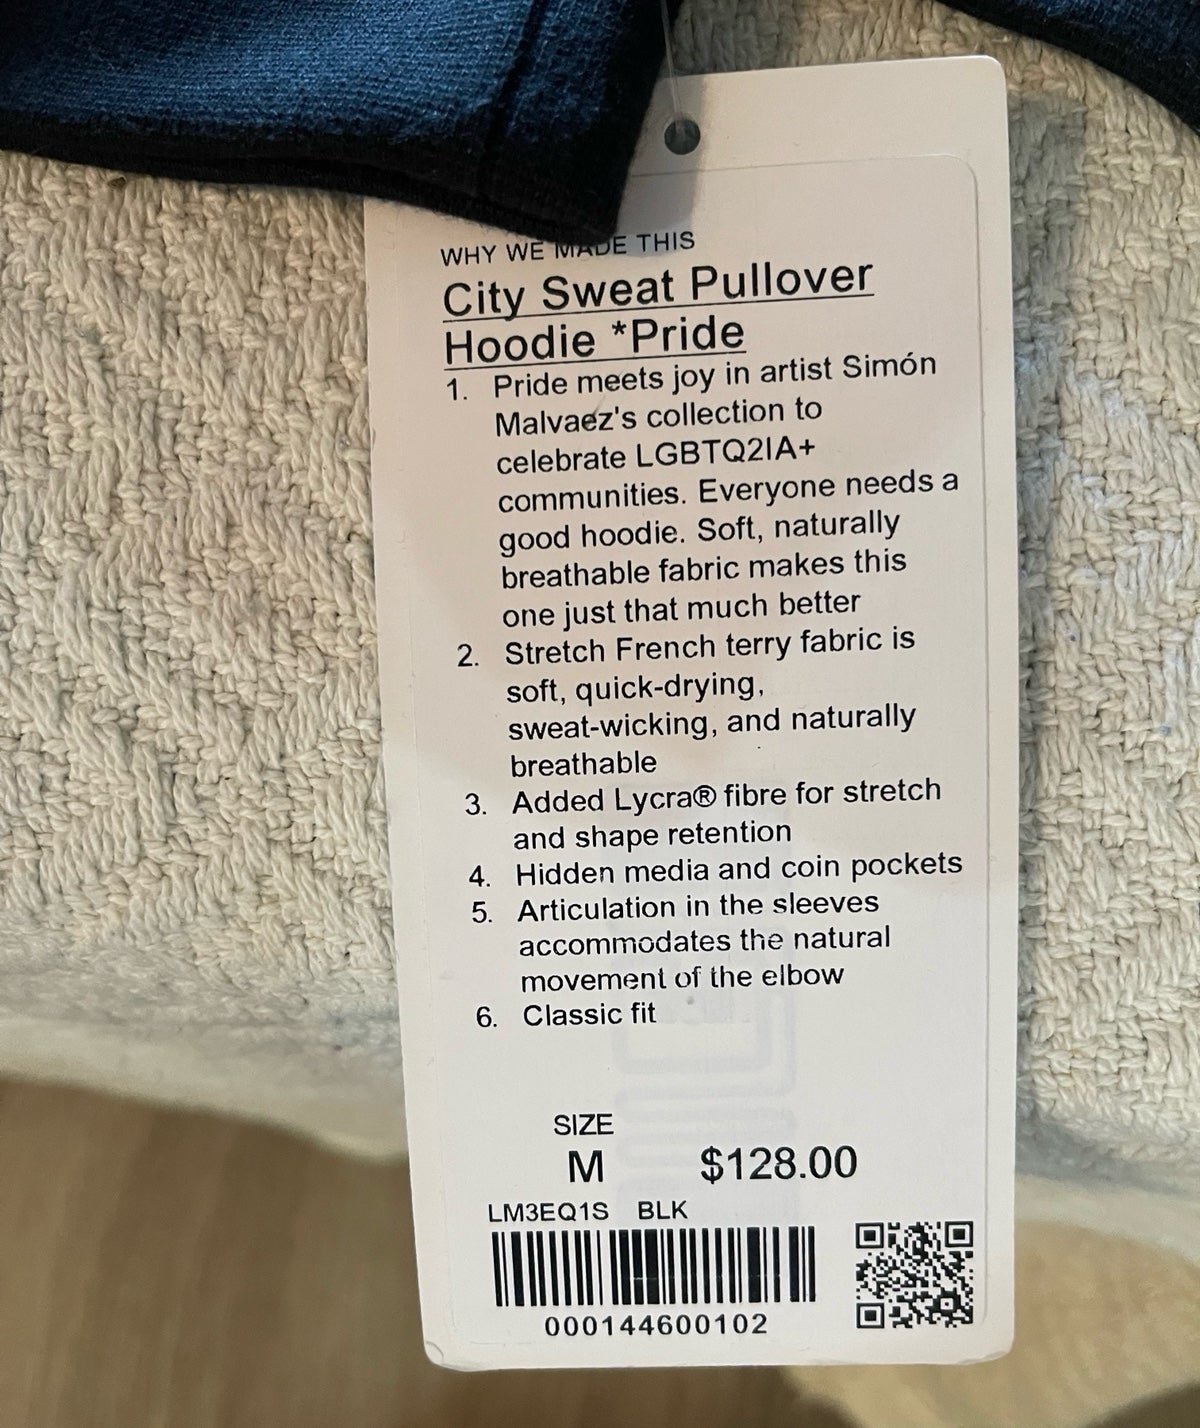 WHY WE MADE THIS
City Sweat Pullover
Hoodie *Pride
1. Pride meets joy in artist Simón
Malvaez's collection to
celebrate LGBTQ2IA+
communities. Everyone needs a
good hoodie. Soft, naturally
breathable fabric makes this
one just that much better
2. Stretch French terry fabric is
soft, quick-drying,
sweat-wicking, and naturally
breathable
3. Added Lycra® fibre for stretch
and shape retention
4. Hidden media and coin pockets
5. Articulation in the sleeves
accommodates the natural
movement of the elbow
6. Classic fit
SIZE
M $128.00
LM3EQ1S BLK
000144600102